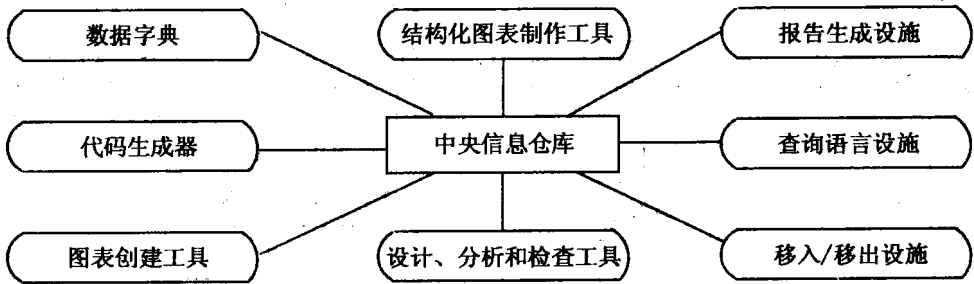 数据字典
结构化图表制作工具
报告生成设施
代码生成器
中央信息仓库
查询语言设施
图表创建工具
设计、分析和检查工具
移入/移出设施